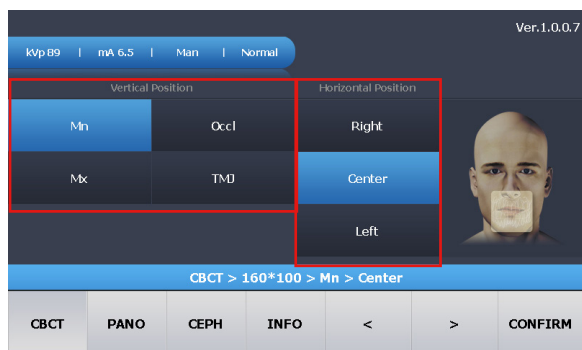 Ver.1.0.0.7
kVp 89 | mA 6.5 | Man | Normal
Vertical Position Horizontal Position
Mn Occl Right
Mx TMJ Center
Left
CBCT > 160*100 > Mn > Center
CBCT PANO CEPH INFO < > CONFIRM